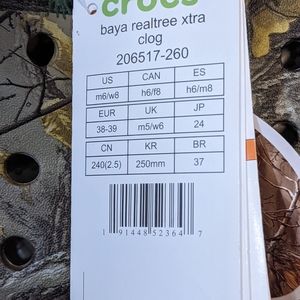 crocs
baya realtree xtra
clog
206517-260
US CAN ES
m6/w8 h6/f8 h6/m8
EUR UK JP
38-39 m5/w6 24
CN KR BR
240(2.5) 250mm 37
1 91448 52364 7